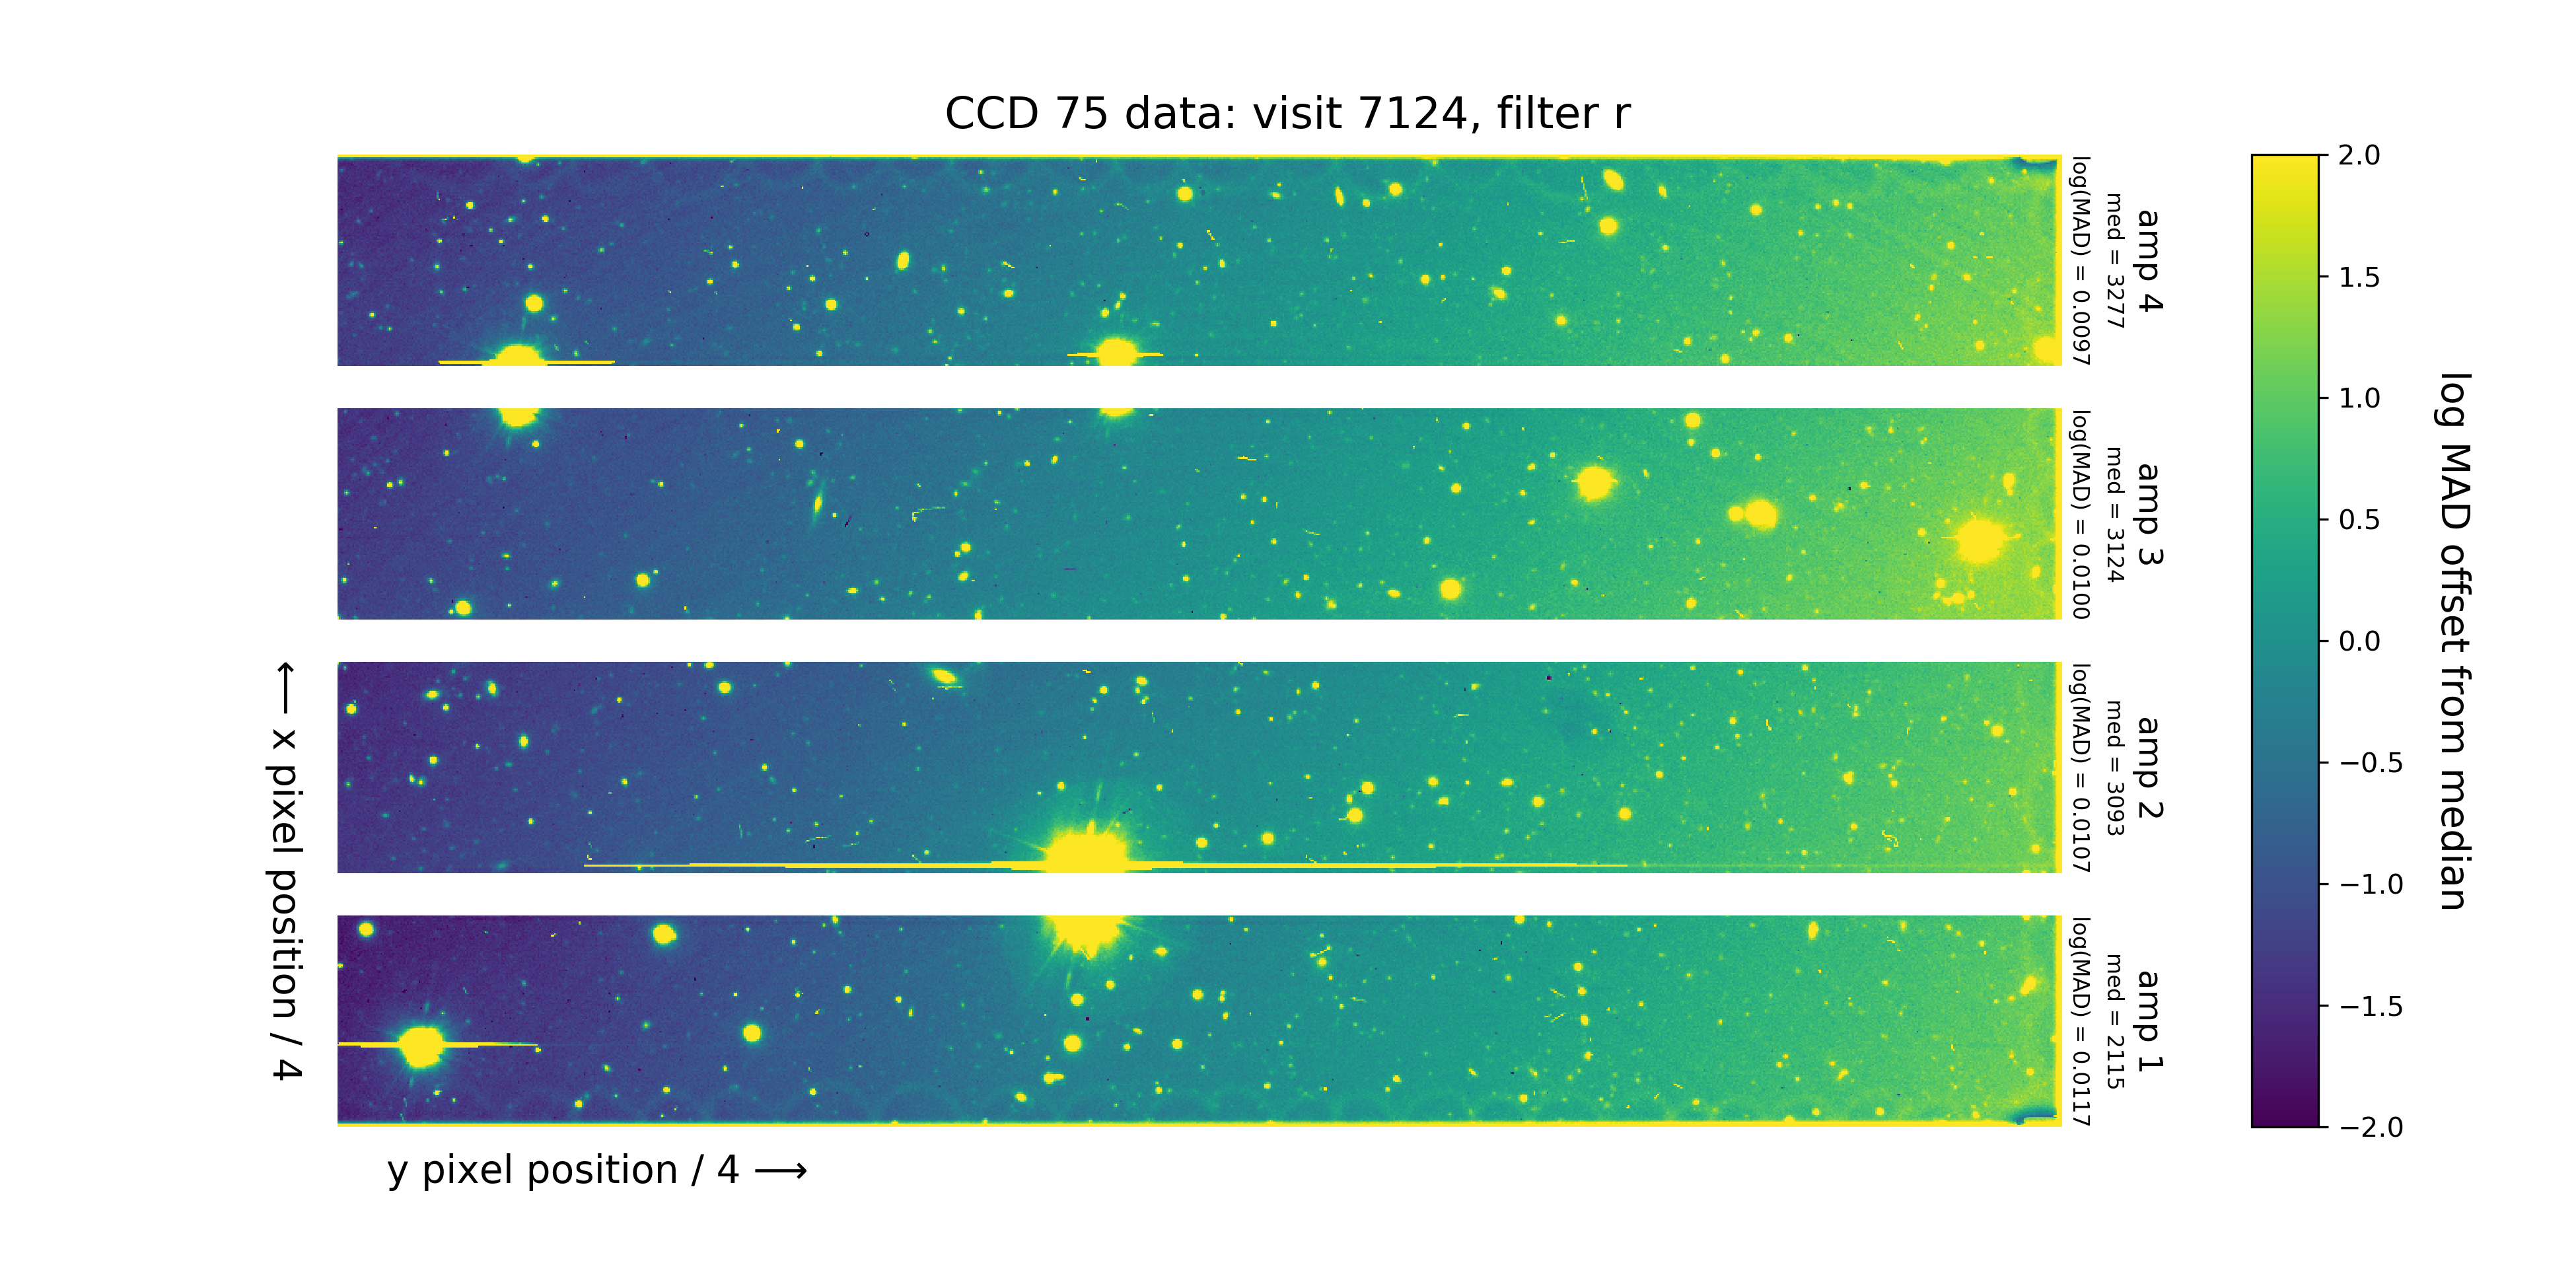 CCD 75 data: visit 7124, filter r
amp 4
med = 3277
log(MAD) = 0.0097
amp 3
med = 3124
log(MAD) = 0.0100
amp 2
med = 3093
log(MAD) = 0.0107
amp 1
med = 2115
log(MAD) = 0.0117
⟵ x pixel position / 4
y pixel position / 4 ⟶
2.0
1.5
1.0
0.5
0.0
−0.5
−1.0
−1.5
−2.0
log MAD offset from median